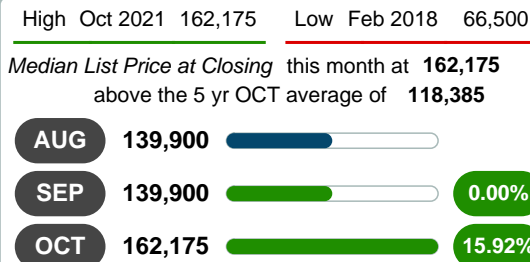 High Oct 2021 162,175 Low Feb 2018 66,500
Median List Price at Closing this month at 162,175
above the 5 yr OCT average of 118,385
AUG 139,900
SEP 139,900 0.00%
OCT 162,175 15.92%